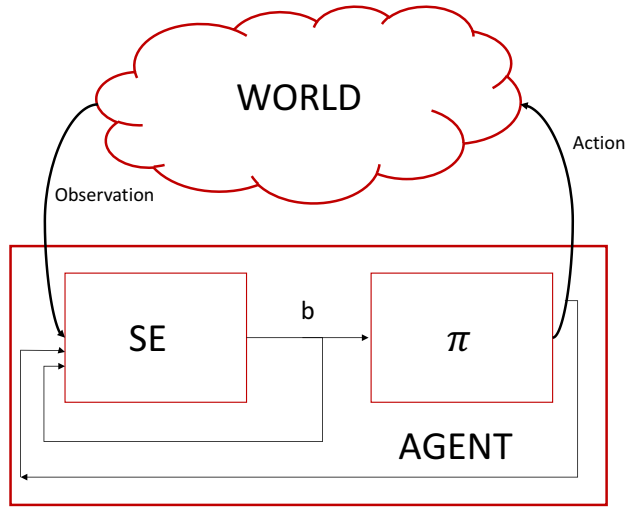 WORLD
Action
Observation
b
SE
π
AGENT